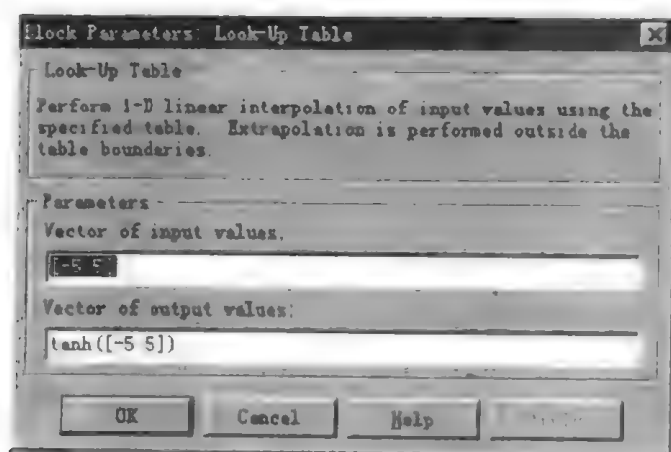 Block Parameters: Look-Up Table
Look-Up Table
Perform 1-D linear interpolation of input values using the
specified table. Extrapolation is performed outside the
table boundaries.
Parameters
Vector of input values:
[-5 5]
Vector of output values:
tanh([-5 5])
OK
Cancel
Help